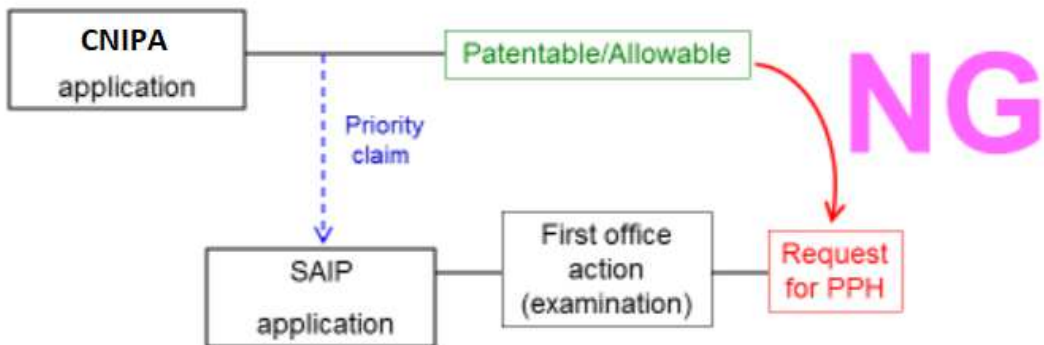 CNIPA
application
Patentable/Allowable
NG
Priority
claim
SAIP
application
First office
action
(examination)
Request
for PPH